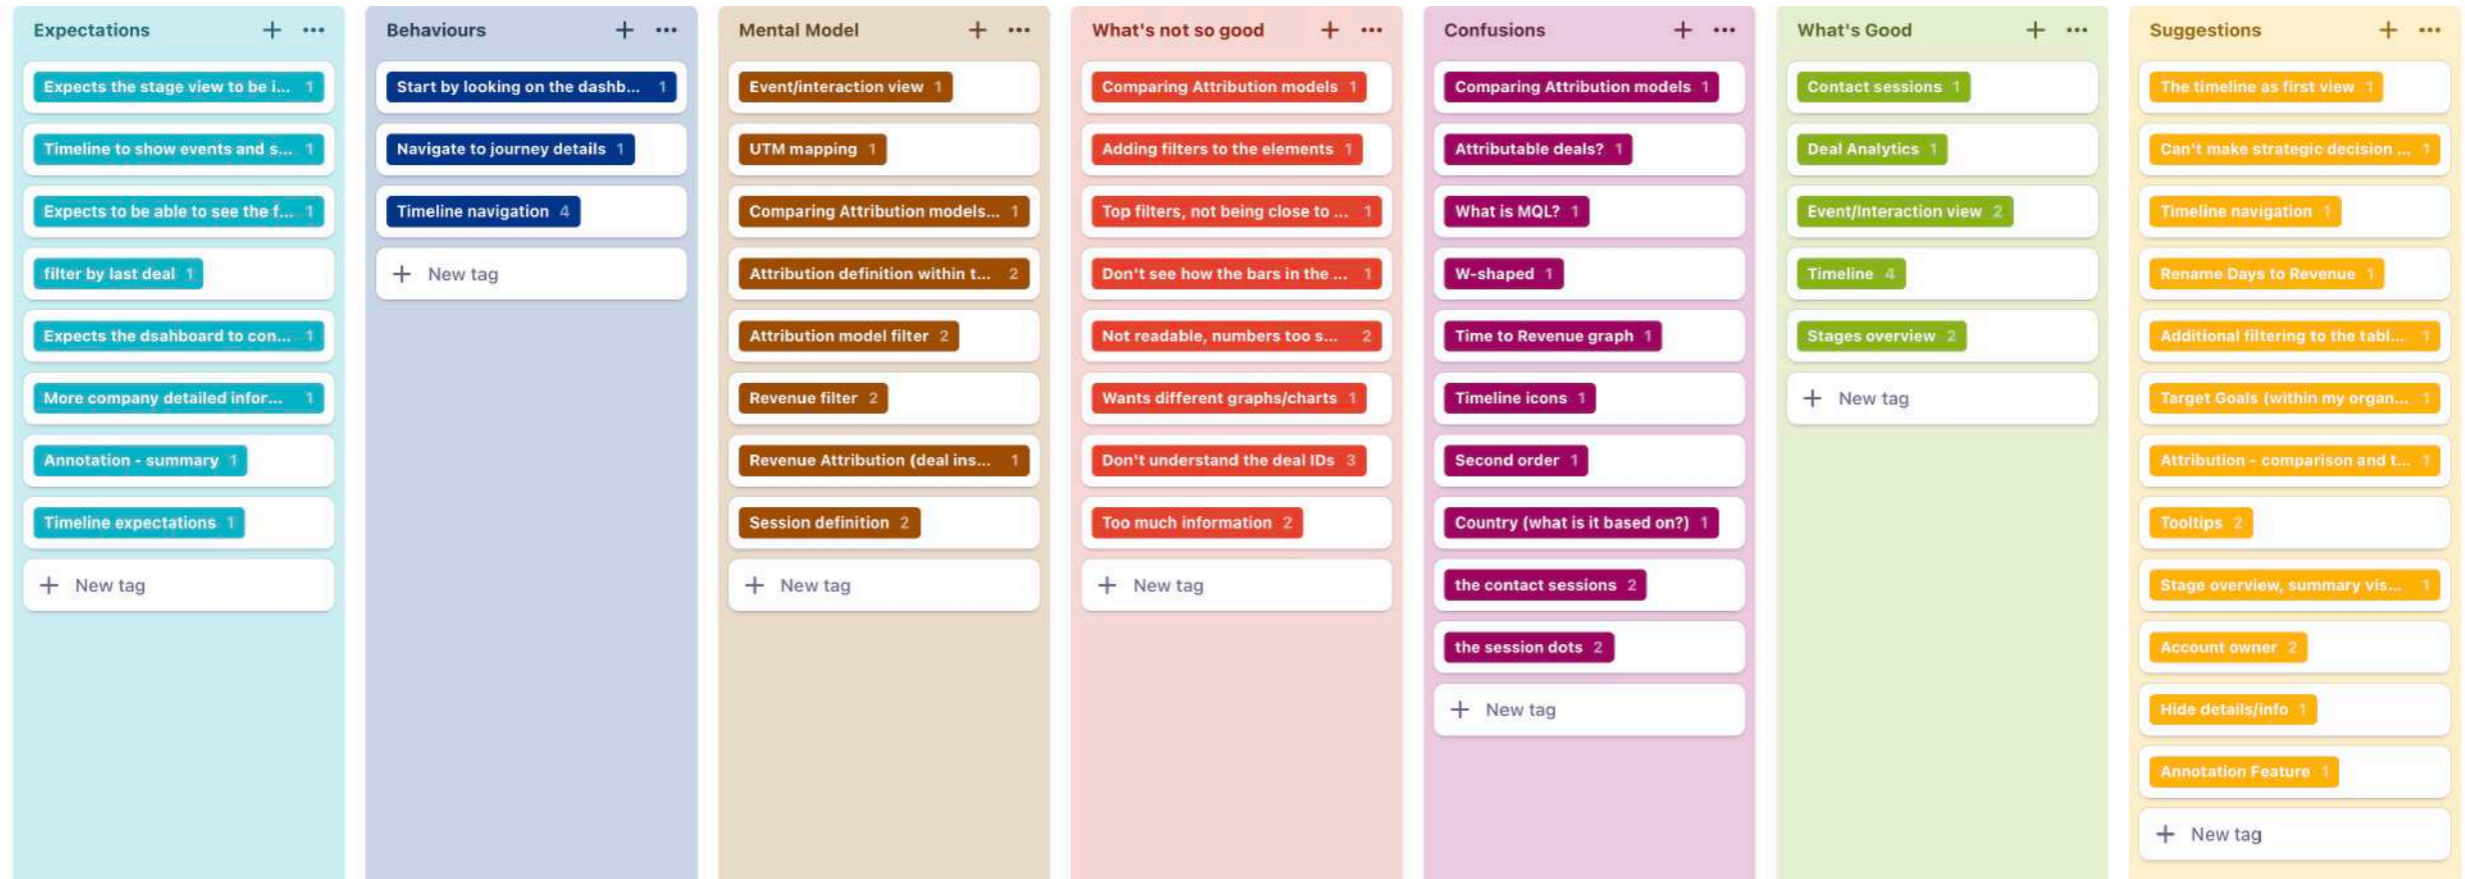 Expectations + •••
Expects the stage view to be i... 1
Timeline to show events and s... 1
Expects to be able to see the f... 1
filter by last deal 1
Expects the dsahboard to con... 1
More company detailed infor... 1
Annotation - summary 1
Timeline expectations 1
+ New tag
Behaviours + •••
Start by looking on the dashb... 1
Navigate to journey details 1
Timeline navigation 4
+ New tag
Mental Model + •••
Event/interaction view 1
UTM mapping 1
Comparing Attribution models... 1
Attribution definition within t... 2
Attribution model filter 2
Revenue filter 2
Revenue Attribution (deal ins... 1
Session definition 2
+ New tag
What's not so good + •••
Comparing Attribution models 1
Adding filters to the elements 1
Top filters, not being close to ... 1
Don't see how the bars in the ... 1
Not readable, numbers too s... 2
Wants different graphs/charts 1
Don't understand the deal IDs 3
Too much information 2
+ New tag
Confusions + •••
Comparing Attribution models 1
Attributable deals? 1
What is MQL? 1
W-shaped 1
Time to Revenue graph 1
Timeline icons 1
Second order 1
Country (what is it based on?) 1
the contact sessions 2
the session dots 2
+ New tag
What's Good + •••
Contact sessions 1
Deal Analytics 1
Event/Interaction view 2
Timeline 4
Stages overview 2
+ New tag
Suggestions + •••
The timeline as first view 1
Can't make strategic decision ... 1
Timeline navigation 1
Rename Days to Revenue 1
Additional filtering to the tabl... 1
Target Goals (within my organ... 1
Attribution - comparison and t... 1
Tooltips 2
Stage overview, summary vis... 1
Account owner 2
Hide details/info 1
Annotation Feature 1
+ New tag